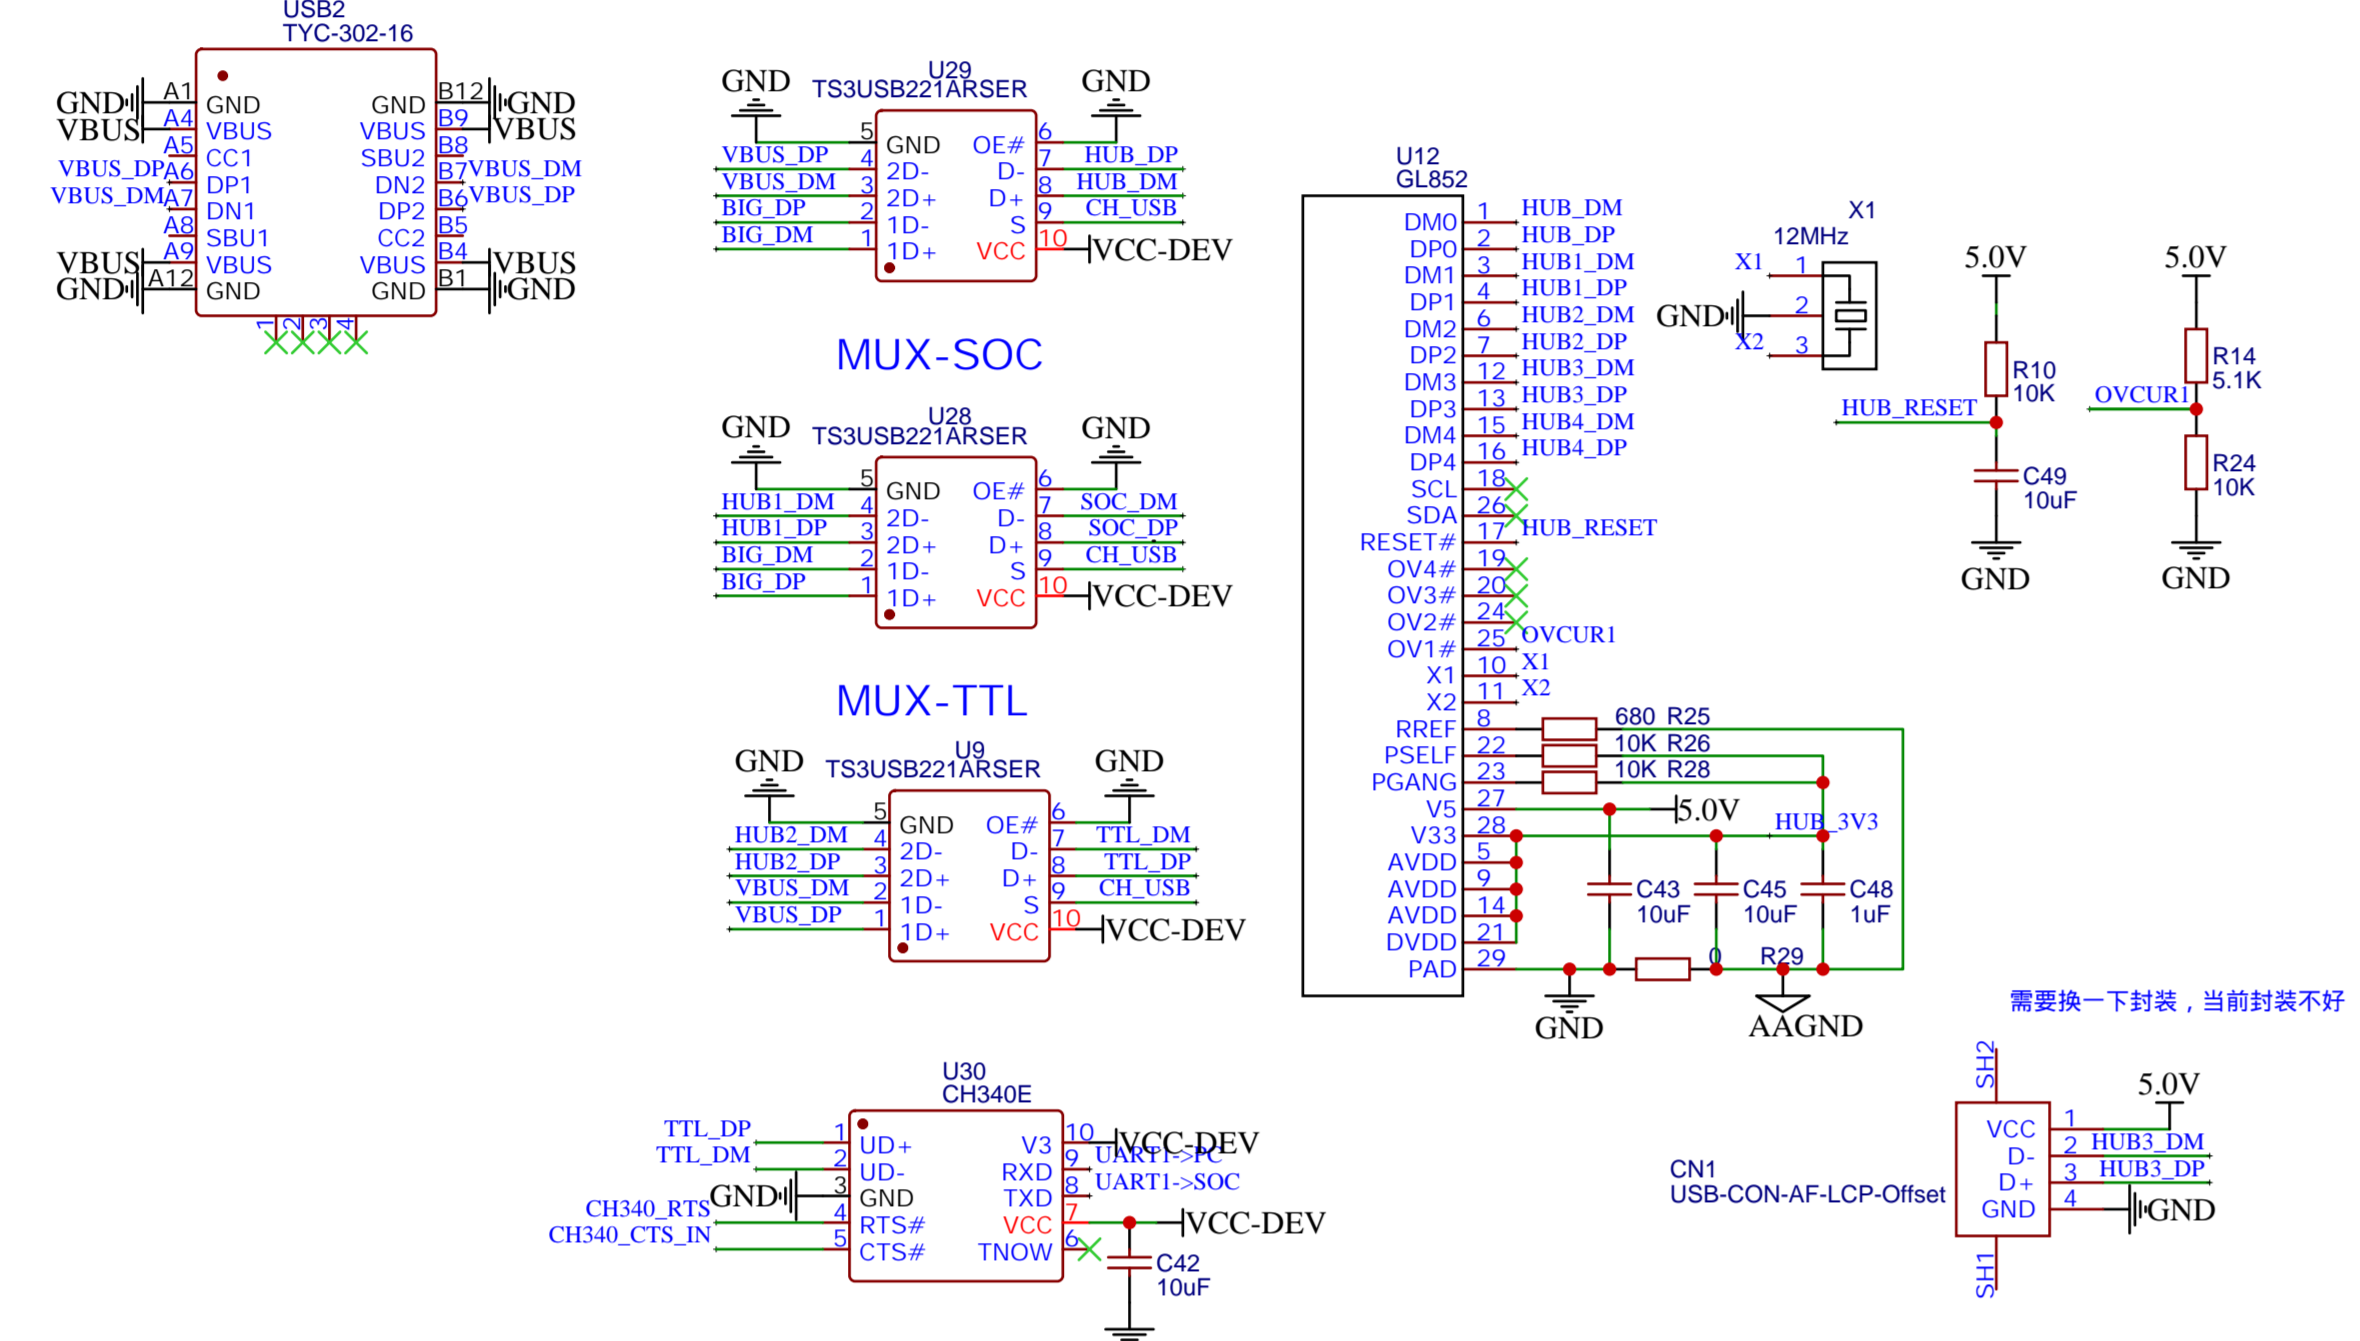 USB2
TYC-302-16
GND A1 GND GND B12 GND
VBUS A4 VBUS VBUS B9 VBUS
A5 CC1 SBU2 B8
VBUS_DP A6 DP1 DN2 B7 VBUS_DM
VBUS_DM A7 DN1 DP2 B6 VBUS_DP
A8 SBU1 CC2 B5
VBUS A9 VBUS VBUS B4 VBUS
GND A12 GND GND B1 GND
1 2 3 4
U29
TS3USB221ARSER
GND GND
5 GND OE# 6
VBUS_DP 4 2D- D- 7 HUB_DP
VBUS_DM 3 2D+ D+ 8 HUB_DM
BIG_DP 2 1D- S 9 CH_USB
BIG_DM 1 1D+ VCC 10 VCC-DEV
MUX-SOC
U28
TS3USB221ARSER
GND GND
5 GND OE# 6
HUB1_DM 4 2D- D- 7 SOC_DM
HUB1_DP 3 2D+ D+ 8 SOC_DP
BIG_DM 2 1D- S 9 CH_USB
BIG_DP 1 1D+ VCC 10 VCC-DEV
MUX-TTL
U9
TS3USB221ARSER
GND GND
5 GND OE# 6
HUB2_DM 4 2D- D- 7 TTL_DM
HUB2_DP 3 2D+ D+ 8 TTL_DP
VBUS_DM 2 1D- S 9 CH_USB
VBUS_DP 1 1D+ VCC 10 VCC-DEV
U30
CH340E
TTL_DP 1 UD+ V3 10 VCC-DEV
TTL_DM 2 UD- RXD 9 UART1->PC
GND 3 GND TXD 8 UART1->SOC
CH340_RTS 4 RTS# VCC 7 VCC-DEV
CH340_CTS_IN 5 CTS# TNOW 6
C42
10uF
U12
GL852
DM0 1 HUB_DM
DP0 2 HUB_DP
DM1 3 HUB1_DM
DP1 4 HUB1_DP
DM2 6 HUB2_DM
DP2 7 HUB2_DP
DM3 12 HUB3_DM
DP3 13 HUB3_DP
DM4 15 HUB4_DM
DP4 16 HUB4_DP
SCL 18
SDA 26
RESET# 17 HUB_RESET
OV4# 19
OV3# 20
OV2# 24
OV1# 25 OVCUR1
X1 10 X1
X2 11 X2
RREF 8 680 R25
PSELF 22 10K R26
PGANG 23 10K R28
V5 27 5.0V
V33 28 HUB_3V3
AVDD 5
AVDD 9
AVDD 14
DVDD 21
PAD 29
C43
10uF
C45
10uF
C48
1uF
0 R29
GND AAGND
X1
12MHz
X1 1
GND 2
X2 3
5.0V
R10
10K
HUB_RESET
C49
10uF
GND
5.0V
R14
5.1K
OVCUR1
R24
10K
GND
需要换一下封装，当前封装不好
SH2
5.0V
VCC 1
D- 2 HUB3_DM
D+ 3 HUB3_DP
GND 4 GND
CN1
USB-CON-AF-LCP-Offset
SH1